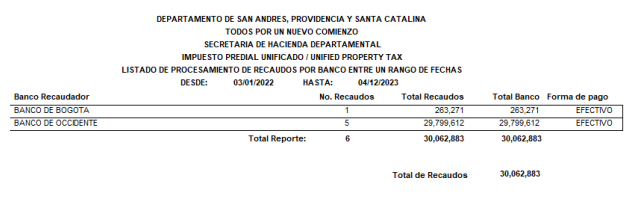 DEPARTAMENTO DE SAN ANDRES, PROVIDENCIA Y SANTA CATALINA
TODOS POR UN NUEVO COMIENZO
SECRETARIA DE HACIENDA DEPARTAMENTAL
IMPUESTO PREDIAL UNIFICADO / UNIFIED PROPERTY TAX
LISTADO DE PROCESAMIENTO DE RECAUDOS POR BANCO ENTRE UN RANGO DE FECHAS
DESDE: 03/01/2022 HASTA: 04/12/2023
Banco Recaudador No. Recaudos Total Recaudos Total Banco Forma de pago
BANCO DE BOGOTA 1 263,271 263,271 EFECTIVO
BANCO DE OCCIDENTE 5 29,799,612 29,799,612 EFECTIVO
Total Reporte: 6 30,062,883 30,062,883
Total de Recaudos 30,062,883